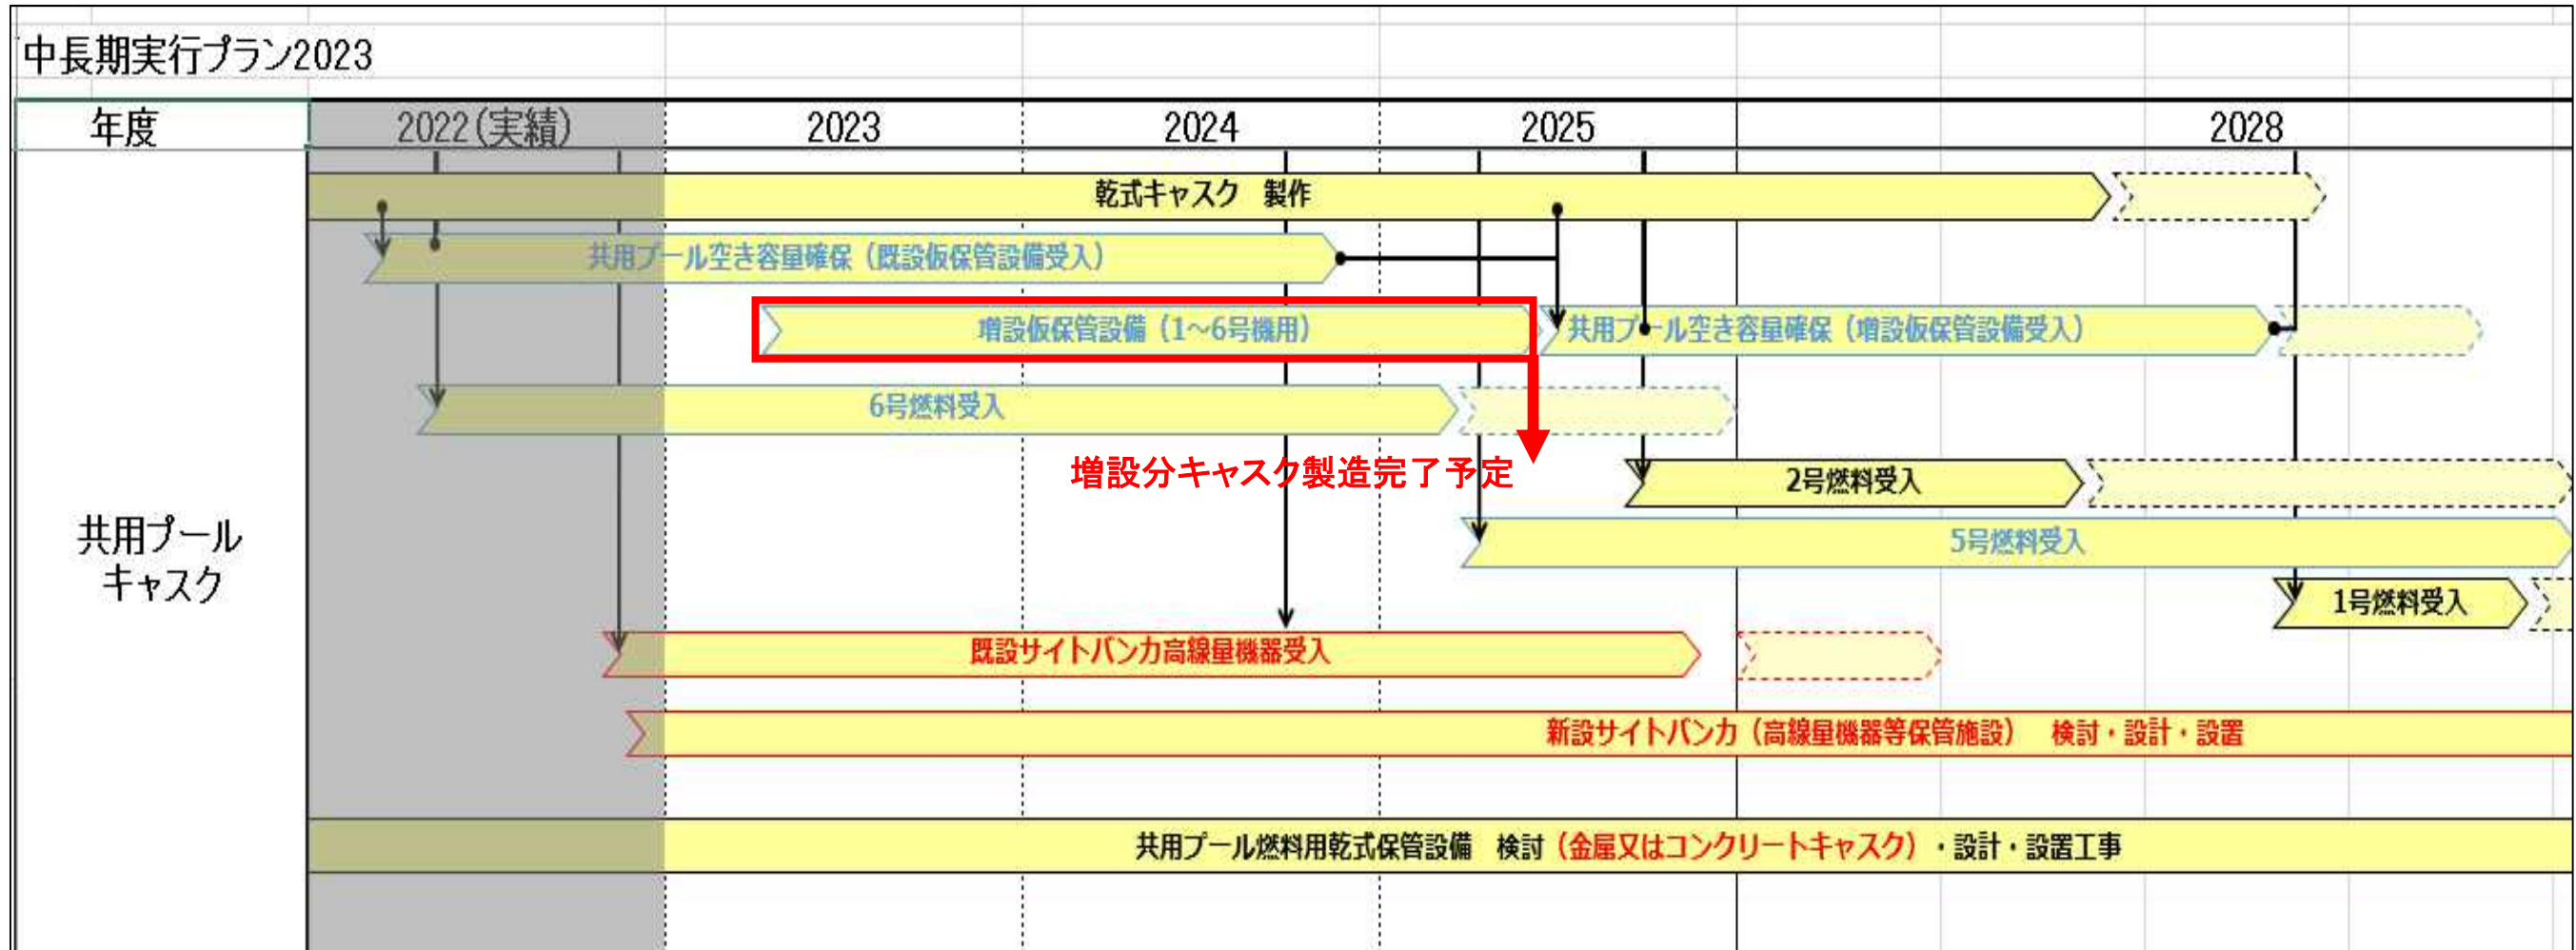 中長期実行プラン2023
年度
2022(実績)
2023
2024
2025
2028
乾式キャスク 製作
共用プール空き容量確保（既設仮保管設備受入）
増設仮保管設備（1～6号機用）
共用プール空き容量確保（増設仮保管設備受入）
6号燃料受入
増設分キャスク製造完了予定
2号燃料受入
共用プール
キャスク
5号燃料受入
1号燃料受入
既設サイトバンカ高線量機器受入
新設サイトバンカ（高線量機器等保管施設） 検討・設計・設置
共用プール燃料用乾式保管設備 検討（金属又はコンクリートキャスク）・設計・設置工事